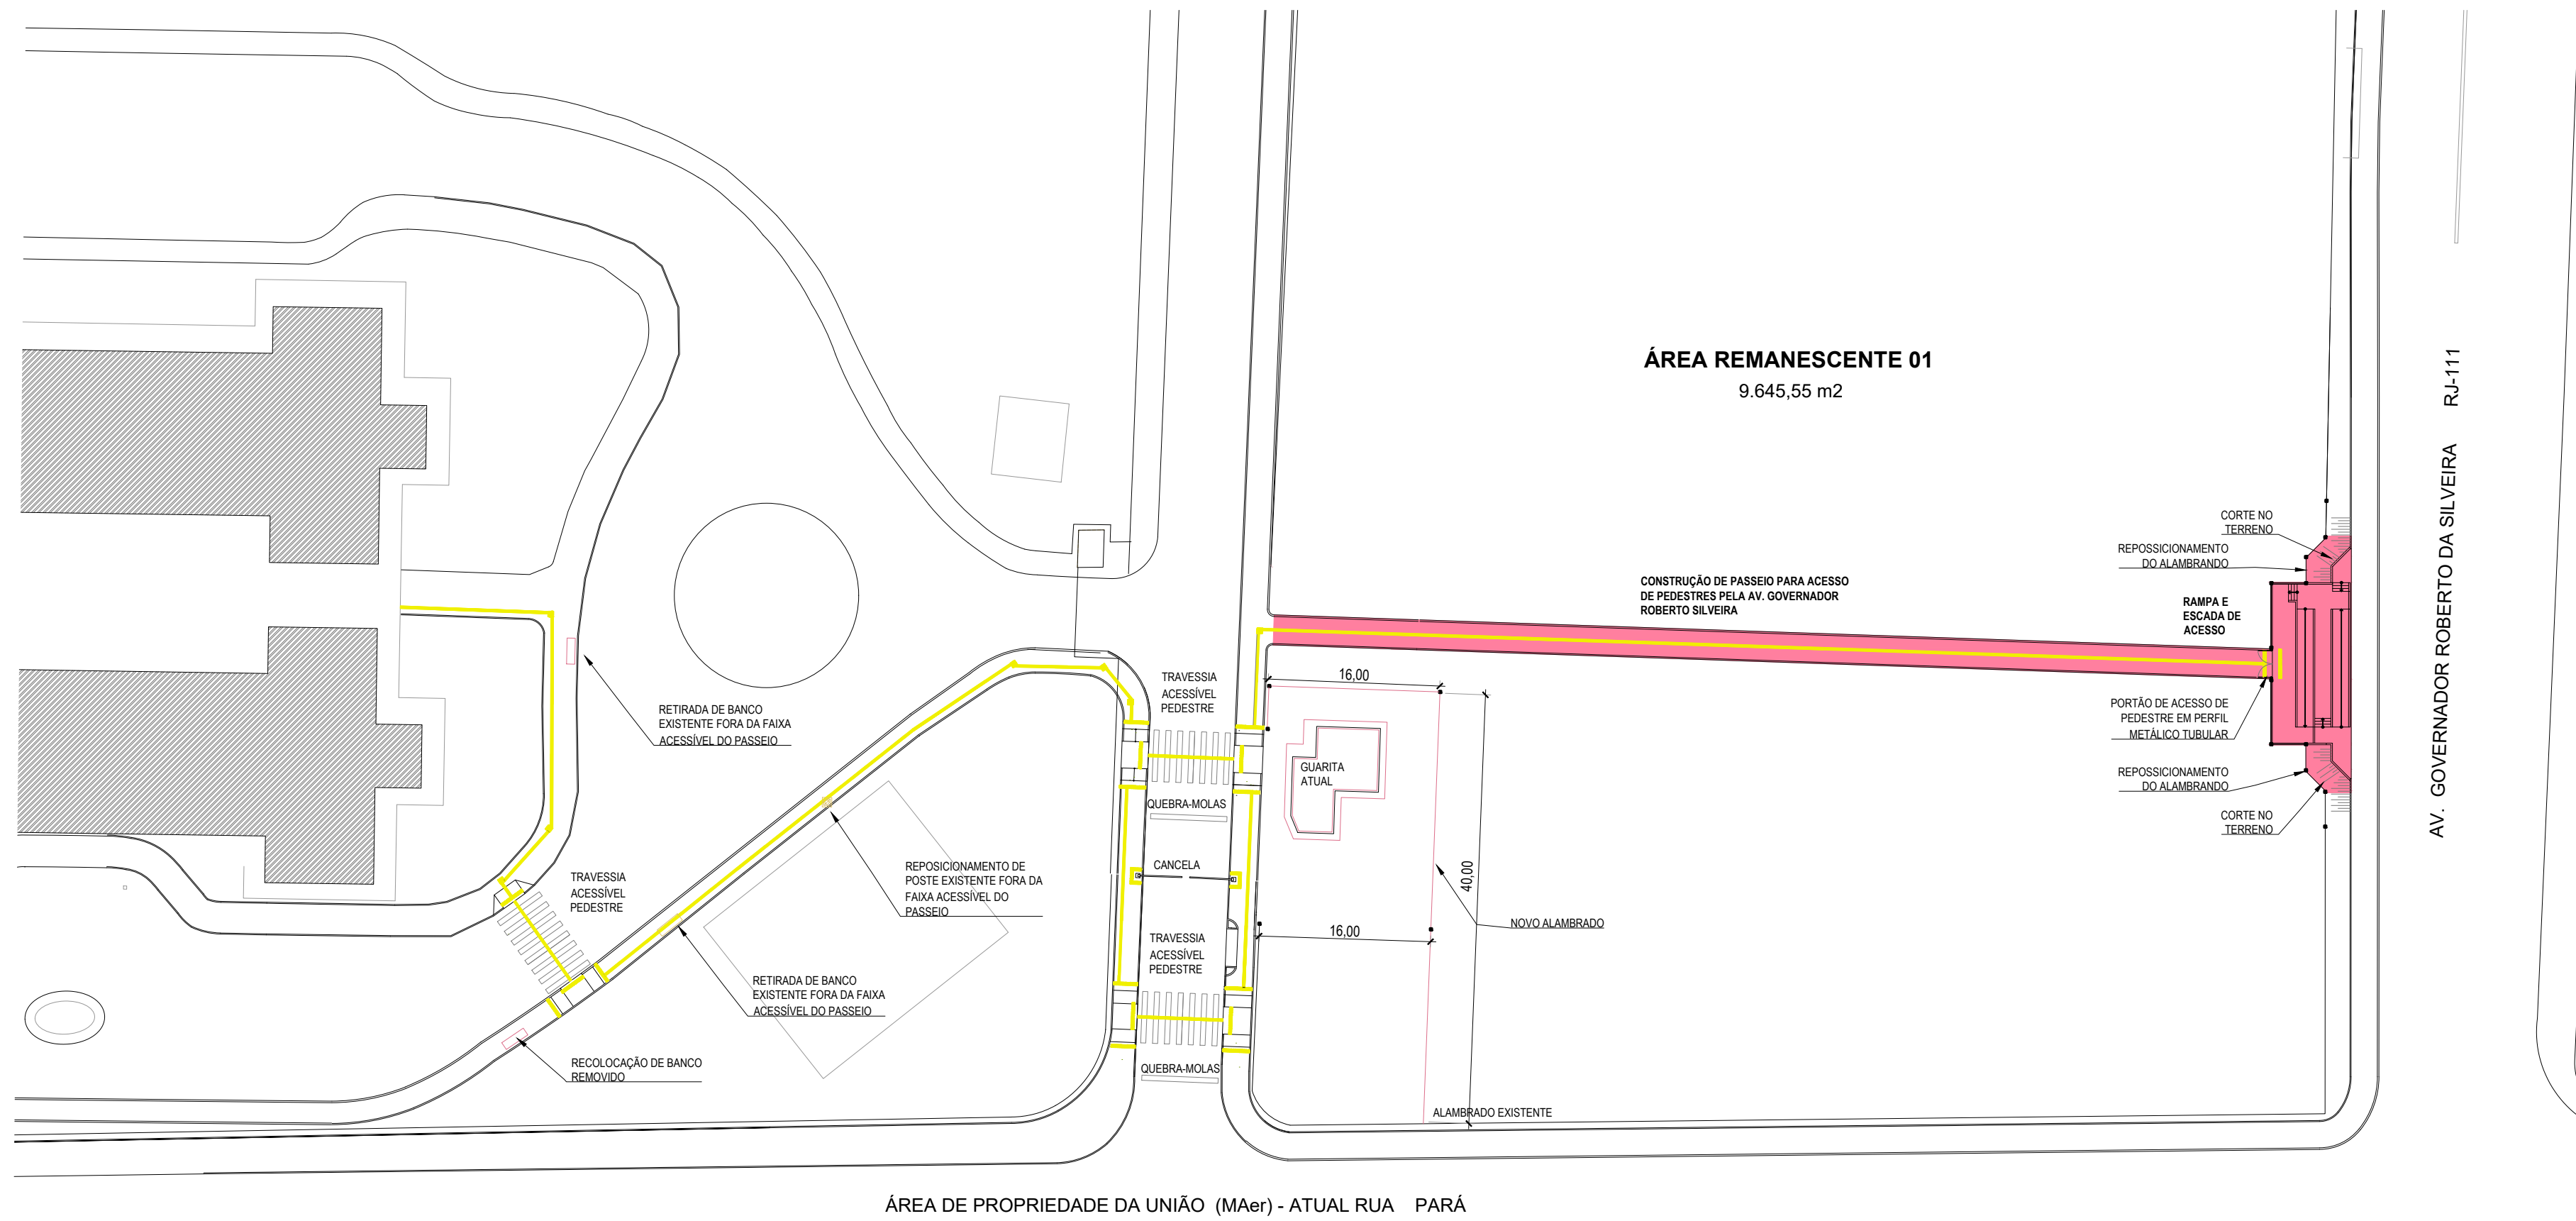 ÁREA REMANESCENTE 01
9.645,55 m2
AV. GOVERNADOR ROBERTO DA SILVEIRA RJ-111
CORTE NO
TERRENO
REPOSSICIONAMENTO
DO ALAMBRANDO
CONSTRUÇÃO DE PASSEIO PARA ACESSO
DE PEDESTRES PELA AV. GOVERNADOR
ROBERTO SILVEIRA
RAMPA E
ESCADA DE
ACESSO
PORTÃO DE ACESSO DE
PEDESTRE EM PERFIL
METÁLICO TUBULAR
REPOSSICIONAMENTO
DO ALAMBRANDO
CORTE NO
TERRENO
TRAVESSIA
ACESSÍVEL
PEDESTRE
16,00
GUARITA
ATUAL
40,00
QUEBRA-MOLAS
CANCELA
RETIRADA DE BANCO
EXISTENTE FORA DA FAIXA
ACESSÍVEL DO PASSEIO
TRAVESSIA
ACESSÍVEL
PEDESTRE
REPOSICIONAMENTO DE
POSTE EXISTENTE FORA DA
FAIXA ACESSÍVEL DO
PASSEIO
NOVO ALAMBRADO
16,00
TRAVESSIA
ACESSÍVEL
PEDESTRE
RETIRADA DE BANCO
EXISTENTE FORA DA FAIXA
ACESSÍVEL DO PASSEIO
RECOLOCAÇÃO DE BANCO
REMOVIDO
QUEBRA-MOLAS
ALAMBRADO EXISTENTE
ÁREA DE PROPRIEDADE DA UNIÃO (MAer) - ATUAL RUA PARÁ